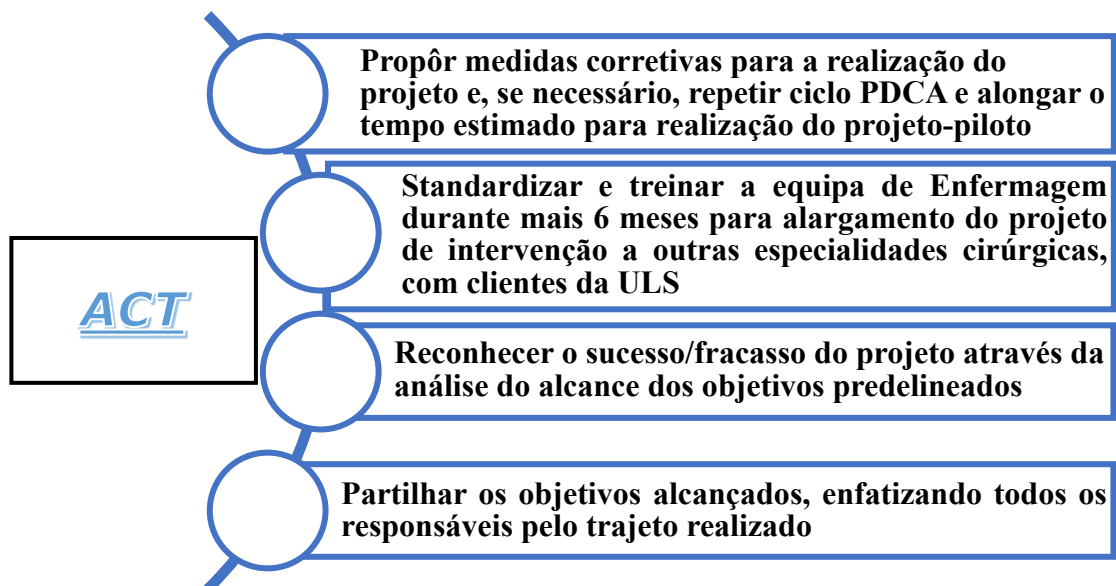 Propôr medidas corretivas para a realização do
projeto e, se necessário, repetir ciclo PDCA e alongar o
tempo estimado para realização do projeto-piloto
Standardizar e treinar a equipa de Enfermagem
durante mais 6 meses para alargamento do projeto
de intervenção a outras especialidades cirúrgicas,
com clientes da ULS
ACT
Reconhecer o sucesso/fracasso do projeto através da
análise do alcance dos objetivos predelineados
Partilhar os objetivos alcançados, enfatizando todos os
responsáveis pelo trajeto realizado